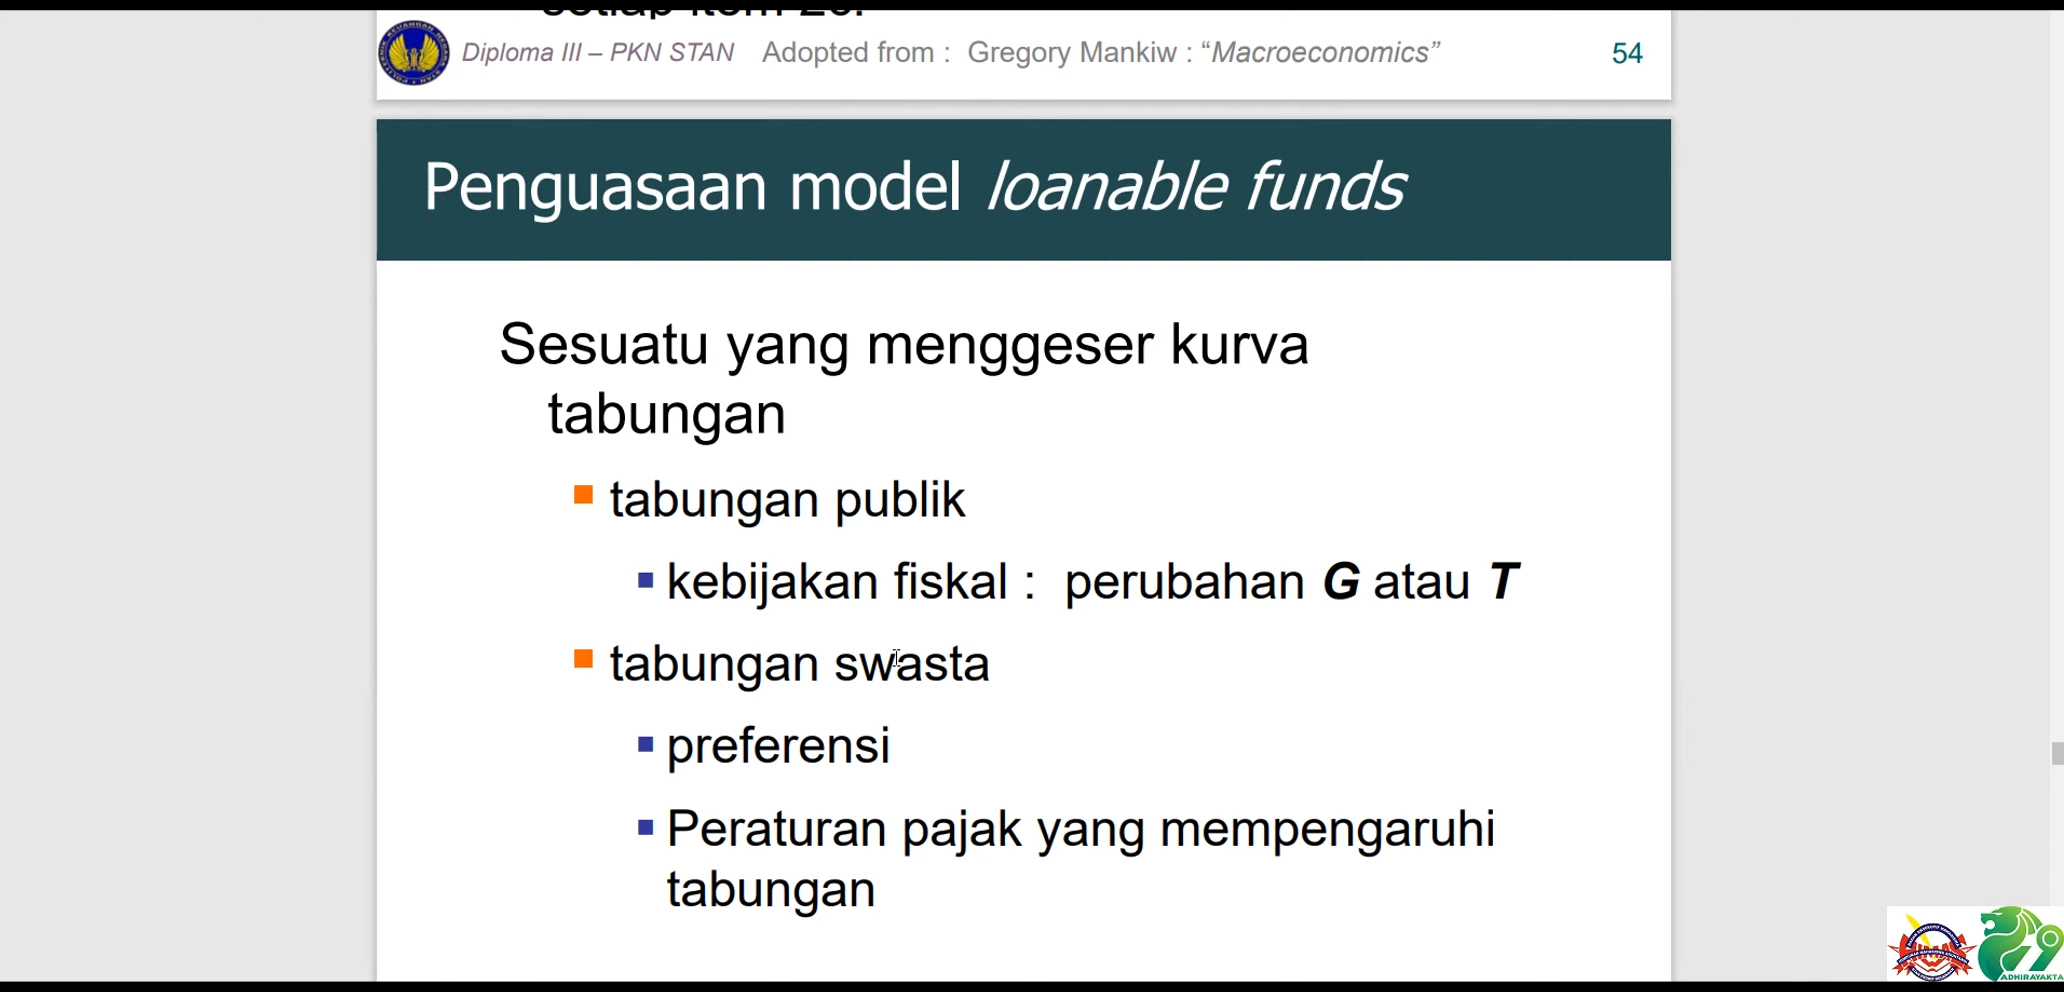 Diploma III – PKN STAN Adopted from : Gregory Mankiw : “Macroeconomics” 54
Penguasaan model loanable funds
Sesuatu yang menggeser kurva
tabungan
tabungan publik
kebijakan fiskal : perubahan G atau T
tabungan swasta
preferensi
Peraturan pajak yang mempengaruhi
tabungan
ADHIRAYAKTA